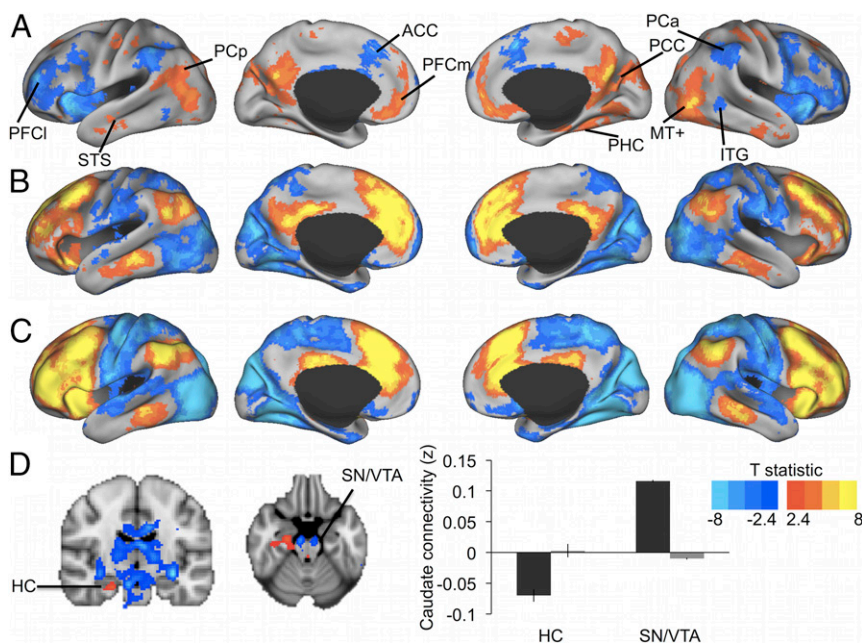 A
ACC
PCa
PCp
PFCm
PCC
PFCl
STS
PHC
MT+
ITG
B
C
D
SN/VTA
HC
Caudate connectivity (z)
0.15
0.1
0.05
0
-0.05
-0.1
HC
SN/VTA
T statistic
-8
-2.4
2.4
8